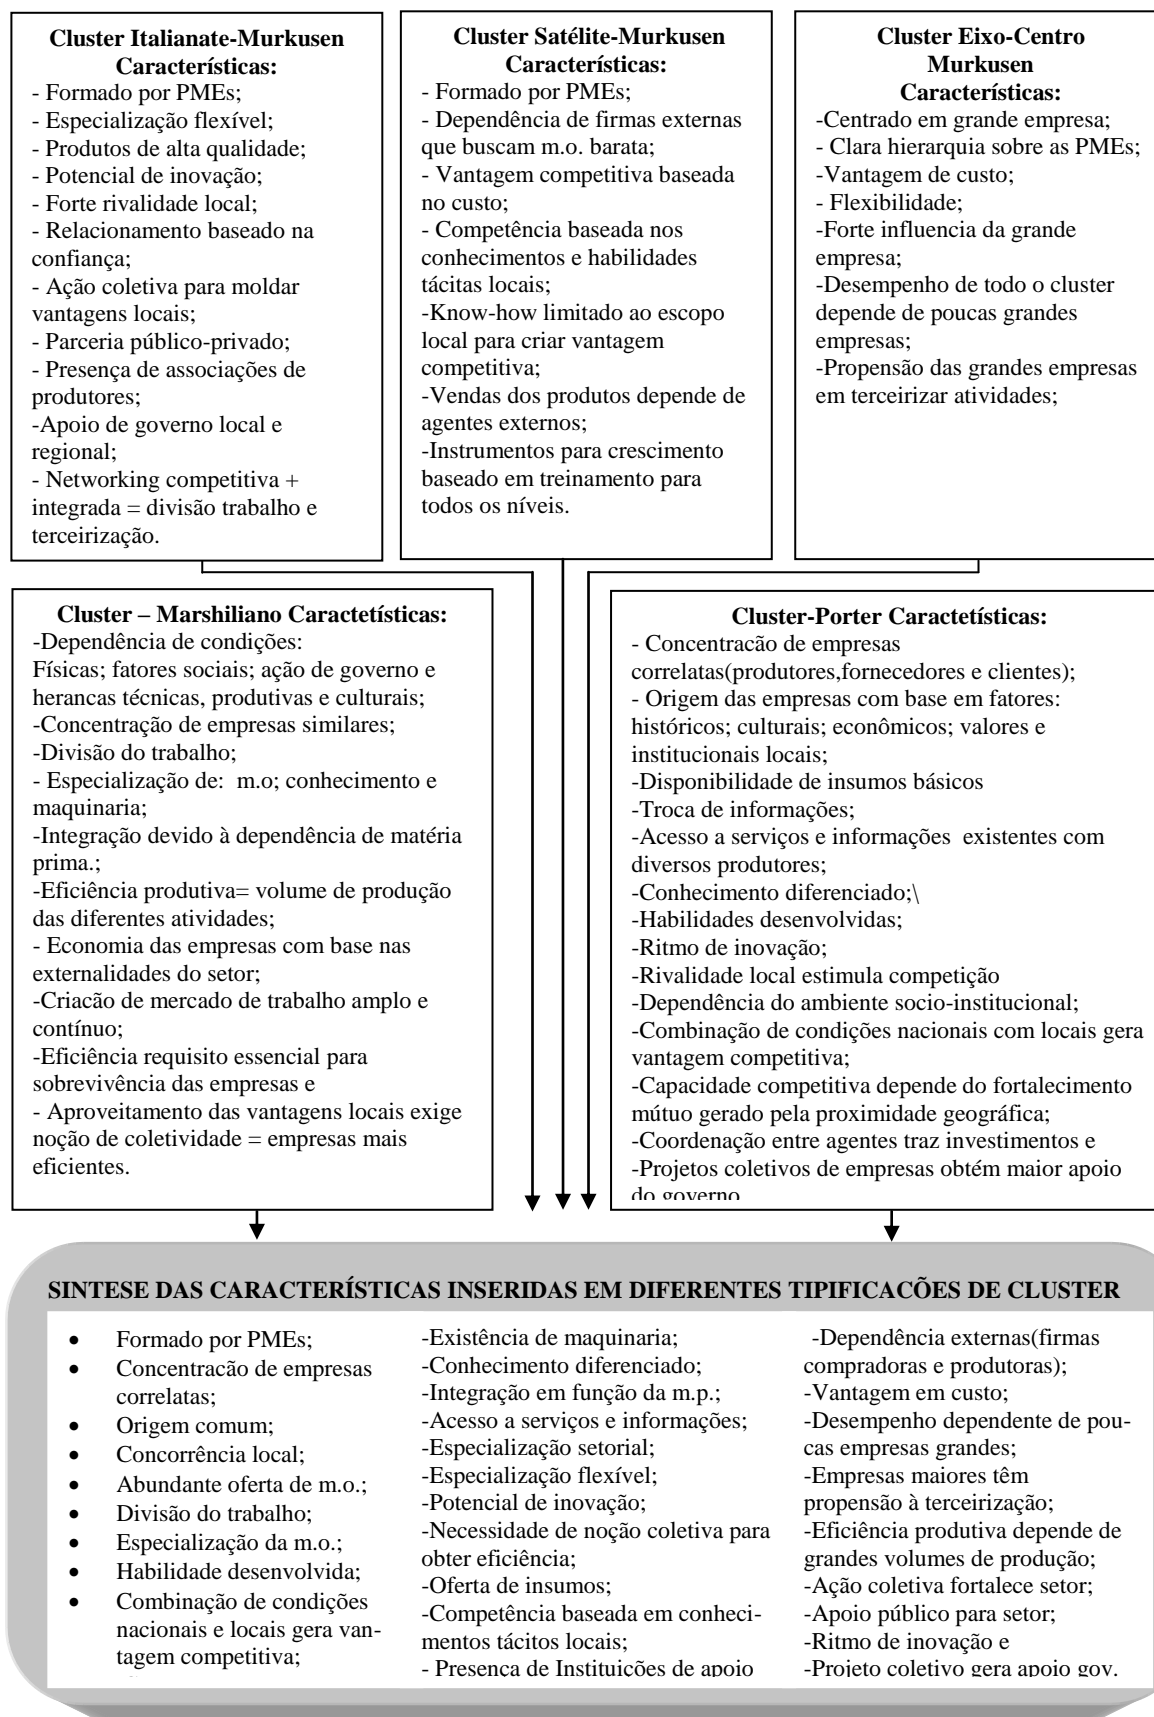 Cluster Italianate-Murkusen
Características:
- Formado por PMEs;
- Especialização flexível;
- Produtos de alta qualidade;
- Potencial de inovação;
- Forte rivalidade local;
- Relacionamento baseado na
confiança;
- Ação coletiva para moldar
vantagens locais;
- Parceria público-privado;
- Presença de associações de
produtores;
-Apoio de governo local e
regional;
- Networking competitiva +
integrada = divisão trabalho e
terceirização.
Cluster Satélite-Murkusen
Características:
- Formado por PMEs;
- Dependência de firmas externas
que buscam m.o. barata;
- Vantagem competitiva baseada
no custo;
- Competência baseada nos
conhecimentos e habilidades
tácitas locais;
-Know-how limitado ao escopo
local para criar vantagem
competitiva;
- Vendas dos produtos depende de
agentes externos;
-Instrumentos para crescimento
baseado em treinamento para
todos os níveis.
Cluster Eixo-Centro
Murkusen
Características:
-Centrado em grande empresa;
- Clara hierarquia sobre as PMEs;
-Vantagem de custo;
- Flexibilidade;
-Forte influencia da grande
empresa;
-Desempenho de todo o cluster
depende de poucas grandes
empresas;
-Propensão das grandes empresas
em terceirizar atividades;
Cluster – Marshiliano Caractetísticas:
-Dependência de condições:
Físicas; fatores sociais; ação de governo e
herancas técnicas, produtivas e culturais;
-Concentração de empresas similares;
-Divisão do trabalho;
- Especialização de:  m.o; conhecimento e
maquinaria;
-Integração devido à dependência de matéria
prima.;
-Eficiência produtiva= volume de produção
das diferentes atividades;
- Economia das empresas com base nas
externalidades do setor;
-Criacão de mercado de trabalho amplo e
contínuo;
-Eficiência requisito essencial para
sobrevivência das empresas e
- Aproveitamento das vantagens locais exige
noção de coletividade = empresas mais
eficientes.
Cluster-Porter Caractetísticas:
- Concentracão de empresas
correlatas(produtores,fornecedores e clientes);
- Origem das empresas com base em fatores:
históricos; culturais; econômicos; valores e
institucionais locais;
-Disponibilidade de insumos básicos
-Troca de informações;
-Acesso a serviços e informações  existentes com
diversos produtores;
-Conhecimento diferenciado;\
-Habilidades desenvolvidas;
-Ritmo de inovação;
-Rivalidade local estimula competição
-Dependência do ambiente socio-institucional;
-Combinação de condições nacionais com locais gera
vantagem competitiva;
-Capacidade competitiva depende do fortalecimento
mútuo gerado pela proximidade geográfica;
-Coordenação entre agentes traz investimentos e
-Projetos coletivos de empresas obtém maior apoio
do governo
SINTESE DAS CARACTERÍSTICAS INSERIDAS EM DIFERENTES TIPIFICACÕES DE CLUSTER
• Formado por PMEs;
• Concentracão de empresas
correlatas;
• Origem comum;
• Concorrência local;
• Abundante oferta de m.o.;
• Divisão do trabalho;
• Especialização da m.o.;
• Habilidade desenvolvida;
• Combinação de condições
nacionais e locais gera van-
tagem competitiva;
-Existência de maquinaria;
-Conhecimento diferenciado;
-Integração em função da m.p.;
-Acesso a serviços e informações;
-Especialização setorial;
-Especialização flexível;
-Potencial de inovação;
-Necessidade de noção coletiva para
obter eficiência;
-Oferta de insumos;
-Competência baseada em conheci-
mentos tácitos locais;
- Presença de Instituições de apoio
-Dependência externas(firmas
compradoras e produtoras);
-Vantagem em custo;
-Desempenho dependente de pou-
cas empresas grandes;
-Empresas maiores têm
propensão à terceirização;
-Eficiência produtiva depende de
grandes volumes de produção;
-Ação coletiva fortalece setor;
-Apoio público para setor;
-Ritmo de inovação e
-Projeto coletivo gera apoio gov.